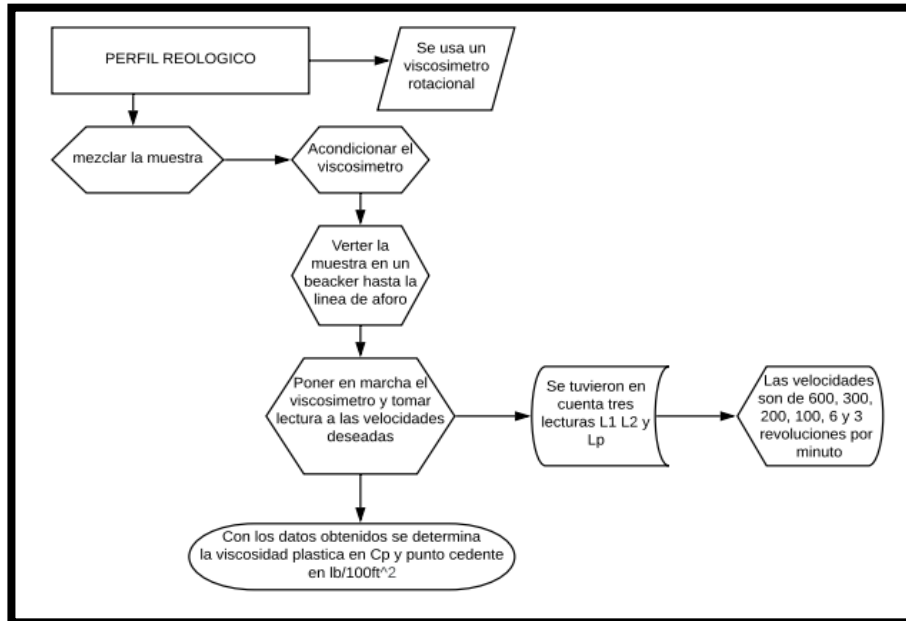 PERFIL REOLOGICO
Se usa un
viscosimetro
rotacional
mezclar la muestra
Acondicionar el
viscosimetro
Verter la
muestra en un
beacker hasta la
linea de aforo
Poner en marcha el
viscosimetro y tomar
lectura a las velocidades
deseadas
Se tuvieron en
cuenta tres
lecturas L1 L2 y
Lp
Las velocidades
son de 600, 300,
200, 100, 6 y 3
revoluciones por
minuto
Con los datos obtenidos se determina
la viscosidad plastica en Cp y punto cedente
en lb/100ft^2